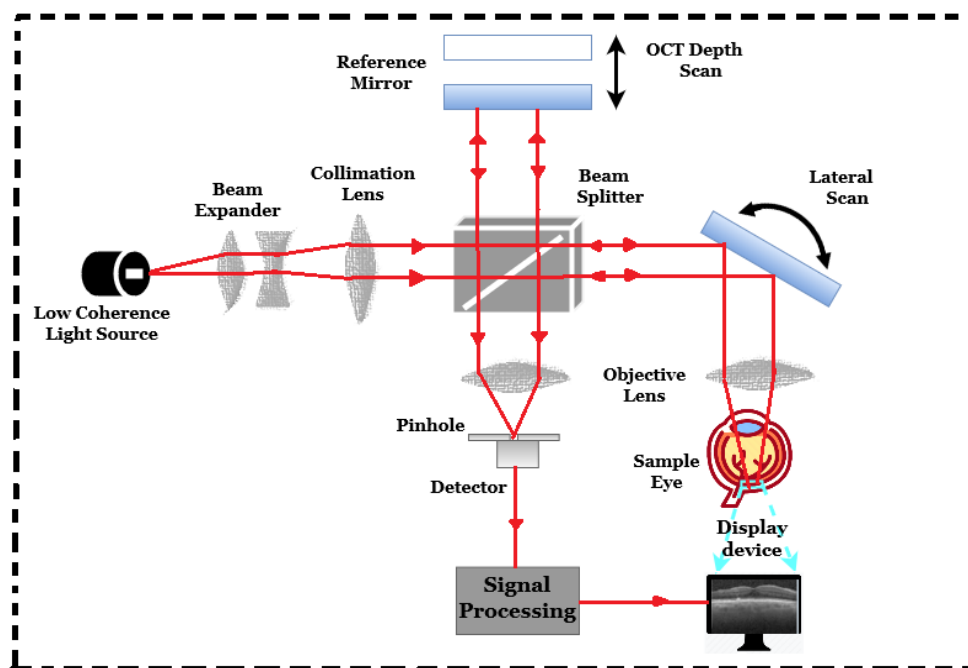 Reference
Mirror
OCT Depth
Scan
Beam
Expander
Collimation
Lens
Beam
Splitter
Lateral
Scan
Low Coherence
Light Source
Objective
Lens
Pinhole
Detector
Sample
Eye
Display
device
Signal
Processing